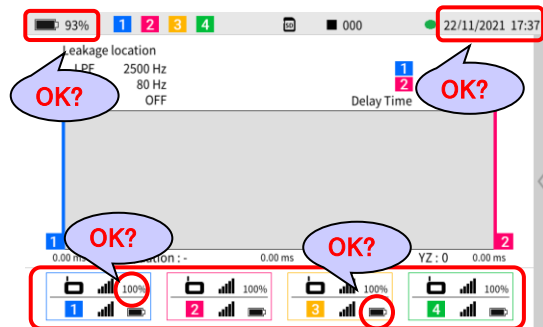 93% 1 2 3 4 SD 000 22/11/2021 17:37
Leakage location
LPF 2500 Hz 1
80 Hz 2
OFF Delay Time
OK?
OK?
1 2
0.00 ms ion : - 0.00 ms YZ : 0 0.00 ms
OK?
OK?
100% 100% 100% 100%
1 2 3 4